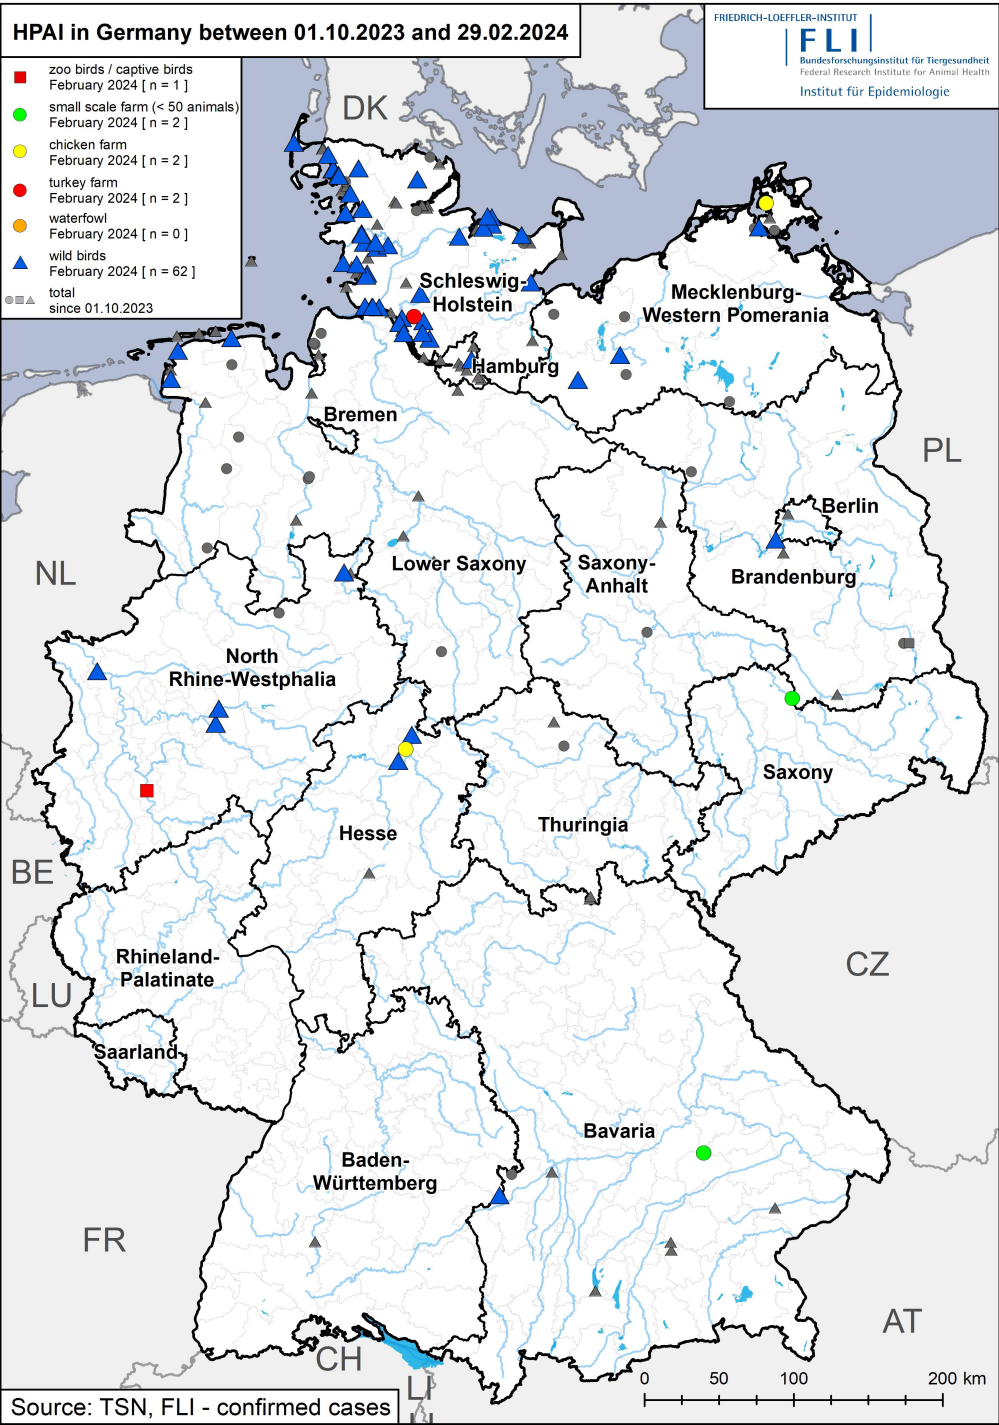 HPAI in Germany between 01.10.2023 and 29.02.2024
FRIEDRICH-LOEFFLER-INSTITUT
FLI
Bundesforschungsinstitut für Tiergesundheit
Federal Research Institute for Animal Health
Institut für Epidemiologie
zoo birds / captive birds
February 2024 [ n = 1 ]
small scale farm (< 50 animals)
February 2024 [ n = 2 ]
chicken farm
February 2024 [ n = 2 ]
turkey farm
February 2024 [ n = 2 ]
waterfowl
February 2024 [ n = 0 ]
wild birds
February 2024 [ n = 62 ]
total
since 01.10.2023
DK
Schleswig-
Holstein
Mecklenburg-
Western Pomerania
Hamburg
Bremen
PL
Berlin
NL
Lower Saxony
Saxony-
Anhalt
Brandenburg
North
Rhine-Westphalia
Saxony
Hesse
Thuringia
BE
Rhineland-
Palatinate
CZ
LU
Saarland
Bavaria
Baden-
Württemberg
FR
AT
CH
LI
0 50 100 200 km
Source: TSN, FLI - confirmed cases